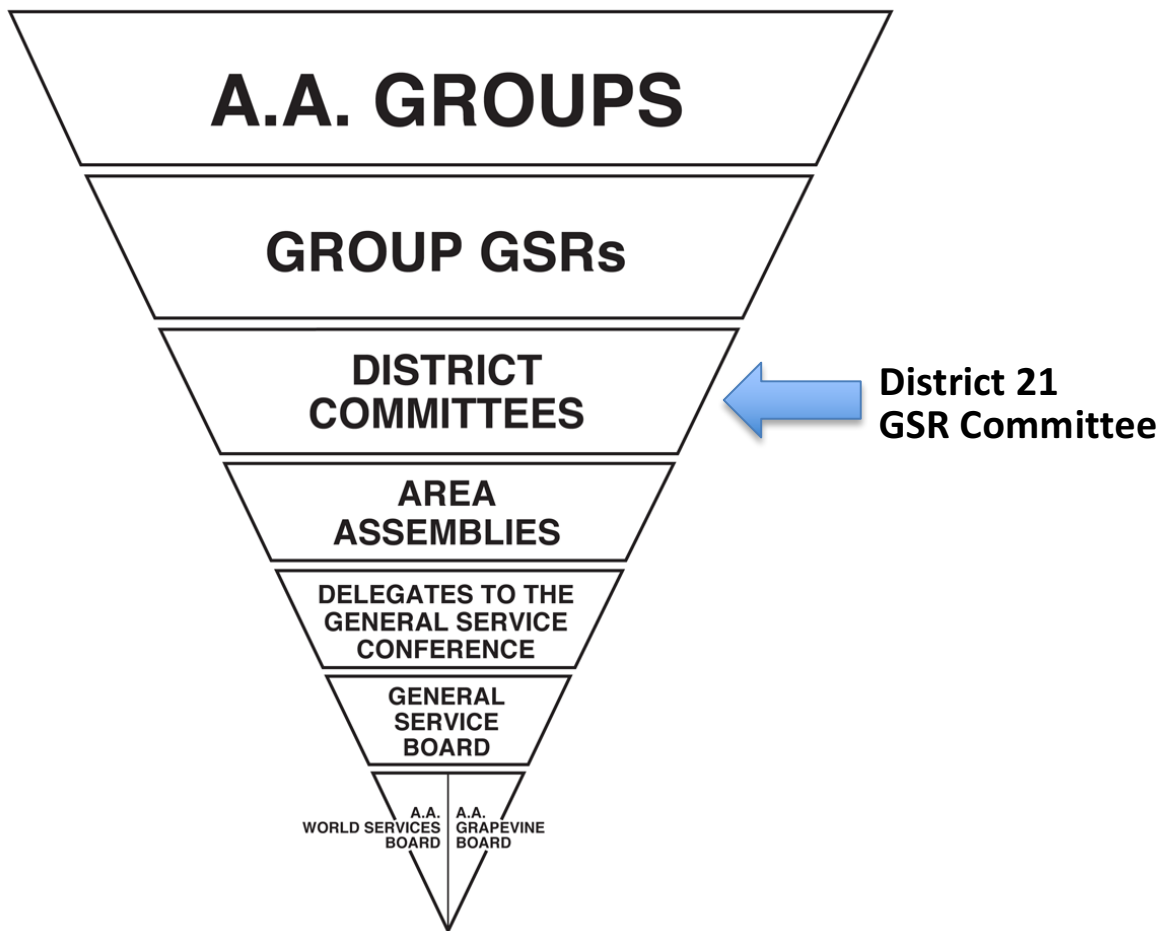 A.A. GROUPS
GROUP GSRs
DISTRICT
COMMITTEES
District 21
GSR Committee
AREA
ASSEMBLIES
DELEGATES TO THE
GENERAL SERVICE
CONFERENCE
GENERAL
SERVICE
BOARD
A.A.
WORLD SERVICES
BOARD
A.A.
GRAPEVINE
BOARD